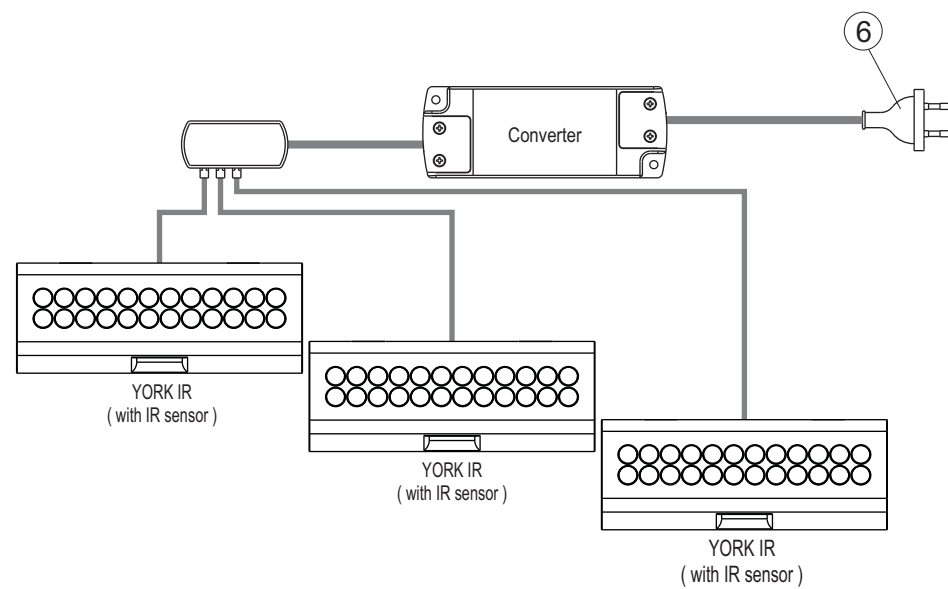 6
Converter
YORK IR
( with IR sensor )
YORK IR
( with IR sensor )
YORK IR
( with IR sensor )